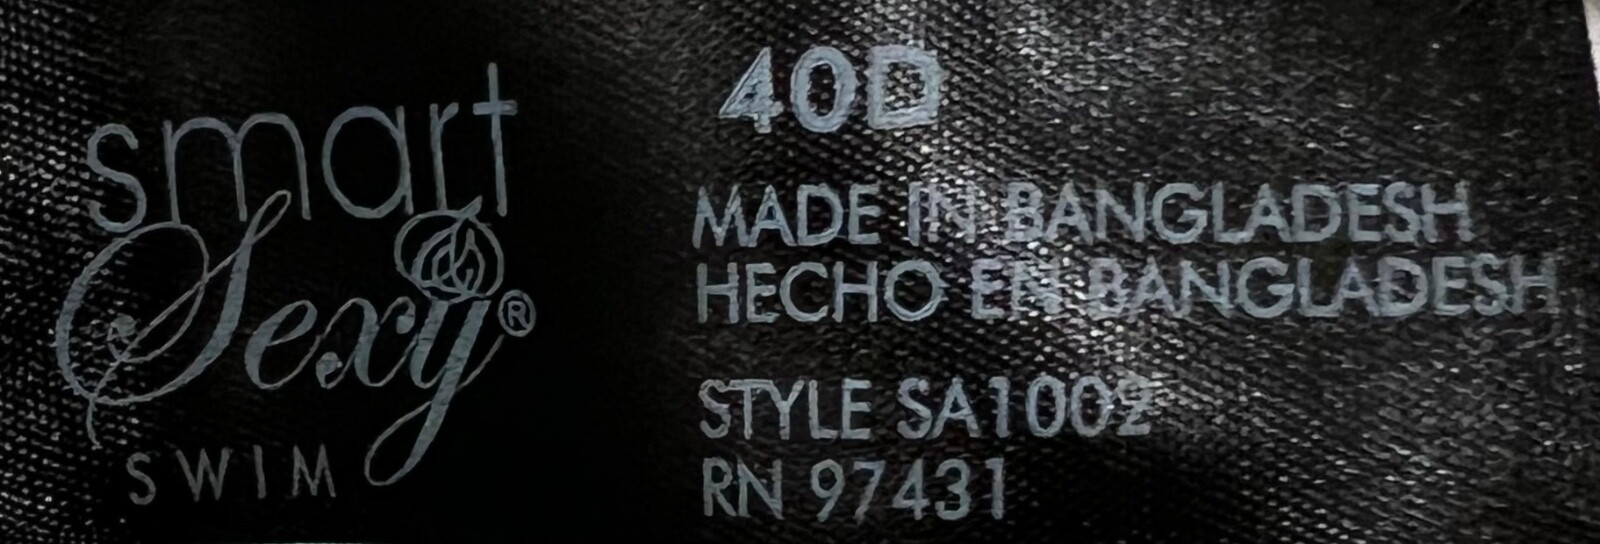 smart
Sexy®
SWIM
40D
MADE IN BANGLADESH
HECHO EN BANGLADESH
STYLE SA1002
RN 97431